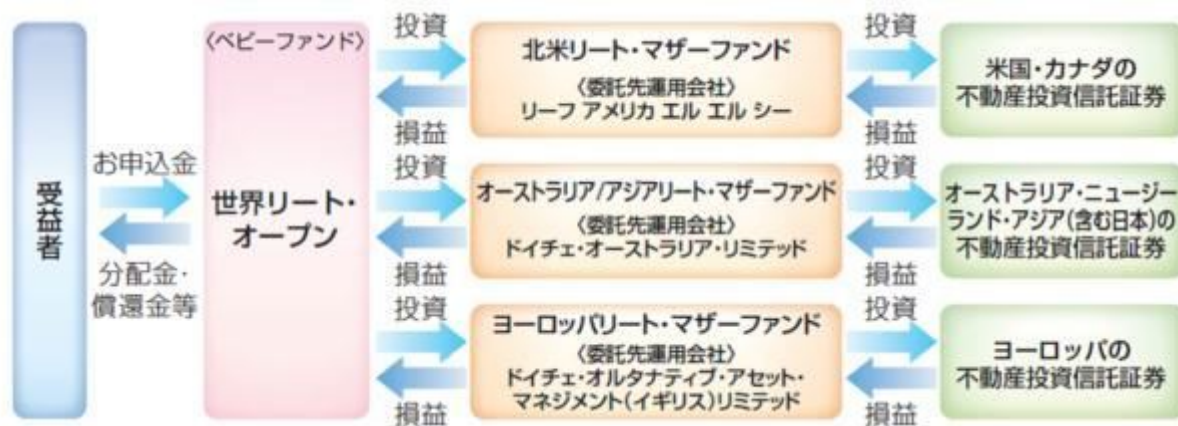 受益者
お申込金
分配金・
償還金等
〈ベビーファンド〉
世界リート・
オープン
投資
損益
北米リート・マザーファンド
〈委託先運用会社〉
リーフ アメリカ エル エル シー
投資
損益
米国・カナダの
不動産投資信託証券
投資
損益
オーストラリア/アジアリート・マザーファンド
〈委託先運用会社〉
ドイチェ・オーストラリア・リミテッド
投資
損益
オーストラリア・ニュージー
ランド・アジア(含む日本)の
不動産投資信託証券
投資
損益
ヨーロッパリート・マザーファンド
〈委託先運用会社〉
ドイチェ・オルタナティブ・アセット・
マネジメント(イギリス)リミテッド
投資
損益
ヨーロッパの
不動産投資信託証券